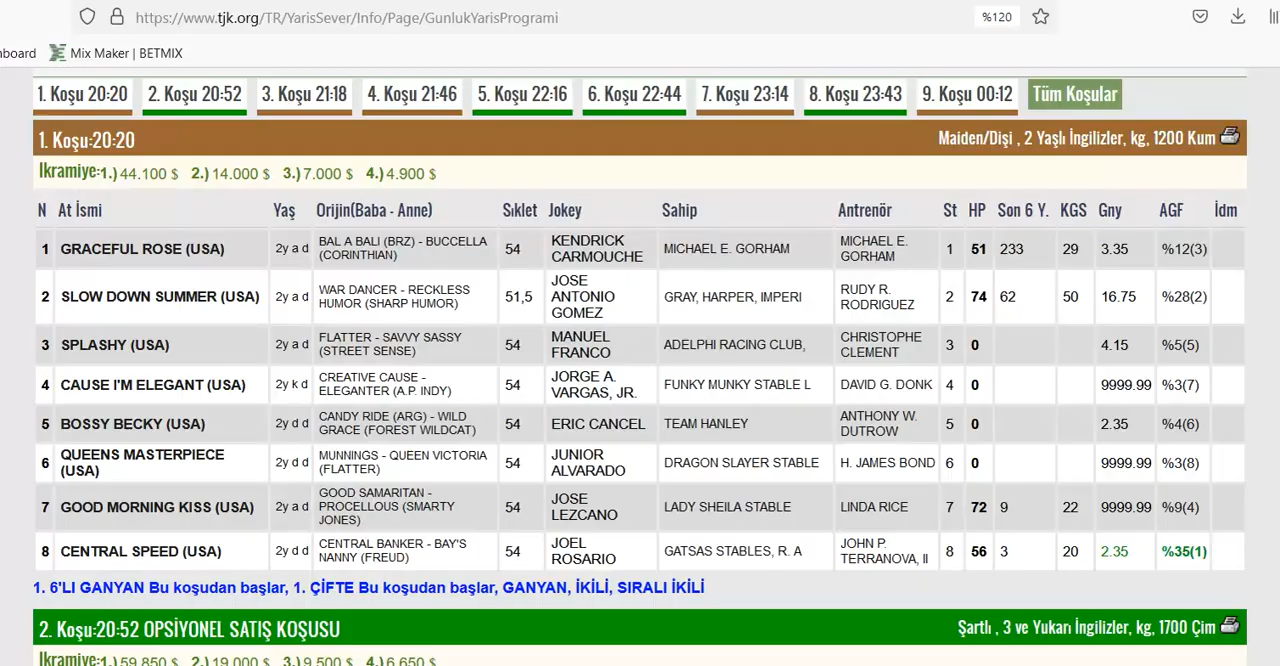 https://www.tjk.org/TR/YarisSever/Info/Page/GunlukYarisProgrami %120
hboard Mix Maker | BETMIX
1. Koşu 20:20 2. Koşu 20:52 3. Koşu 21:18 4. Koşu 21:46 5. Koşu 22:16 6. Koşu 22:44 7. Koşu 23:14 8. Koşu 23:43 9. Koşu 00:12 Tüm Koşular
1. Koşu:20:20 Maiden/Dişi , 2 Yaşlı İngilizler, kg, 1200 Kum
İkramiye:1.)44.100 $ 2.)14.000 $ 3.)7.000 $ 4.)4.900 $
N At İsmi Yaş Orijin(Baba - Anne) Sıklet Jokey Sahip Antrenör St HP Son 6 Y. KGS Gny AGF İdm
1 GRACEFUL ROSE (USA) 2y a d BAL A BALI (BRZ) - BUCCELLA (CORINTHIAN) 54 KENDRICK CARMOUCHE MICHAEL E. GORHAM MICHAEL E. GORHAM 1 51 233 29 3.35 %12(3)
2 SLOW DOWN SUMMER (USA) 2y a d WAR DANCER - RECKLESS HUMOR (SHARP HUMOR) 51,5 JOSE ANTONIO GOMEZ GRAY, HARPER, IMPERI RUDY R. RODRIGUEZ 2 74 62 50 16.75 %28(2)
3 SPLASHY (USA) 2y a d FLATTER - SAVVY SASSY (STREET SENSE) 54 MANUEL FRANCO ADELPHI RACING CLUB, CHRISTOPHE CLEMENT 3 0 4.15 %5(5)
4 CAUSE I'M ELEGANT (USA) 2y k d CREATIVE CAUSE - ELEGANTER (A.P. INDY) 54 JORGE A. VARGAS, JR. FUNKY MUNKY STABLE L DAVID G. DONK 4 0 9999.99 %3(7)
5 BOSSY BECKY (USA) 2y d d CANDY RIDE (ARG) - WILD GRACE (FOREST WILDCAT) 54 ERIC CANCEL TEAM HANLEY ANTHONY W. DUTROW 5 0 2.35 %4(6)
6 QUEENS MASTERPIECE (USA) 2y d d MUNNINGS - QUEEN VICTORIA (FLATTER) 54 JUNIOR ALVARADO DRAGON SLAYER STABLE H. JAMES BOND 6 0 9999.99 %3(8)
7 GOOD MORNING KISS (USA) 2y a d GOOD SAMARITAN - PROCELLOUS (SMARTY JONES) 54 JOSE LEZCANO LADY SHEILA STABLE LINDA RICE 7 72 9 22 9999.99 %9(4)
8 CENTRAL SPEED (USA) 2y d d CENTRAL BANKER - BAY'S NANNY (FREUD) 54 JOEL ROSARIO GATSAS STABLES, R. A JOHN P. TERRANOVA, II 8 56 3 20 2.35 %35(1)
1. 6'LI GANYAN Bu koşudan başlar, 1. ÇİFTE Bu koşudan başlar, GANYAN, İKİLİ, SIRALI İKİLİ
2. Koşu:20:52 OPSİYONEL SATIŞ KOŞUSU Şartlı , 3 ve Yukarı İngilizler, kg, 1700 Çim
İkramiye:1.)59.850 $ 2.)19.000 $ 3.)9.500 $ 4.)6.650 $